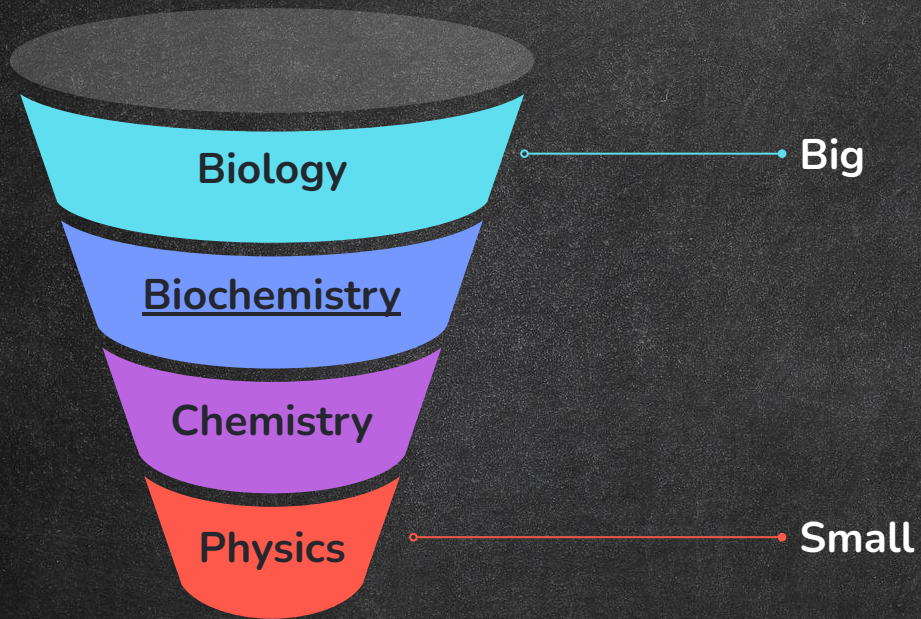 Biology
Big
Biochemistry
Chemistry
Physics
Small